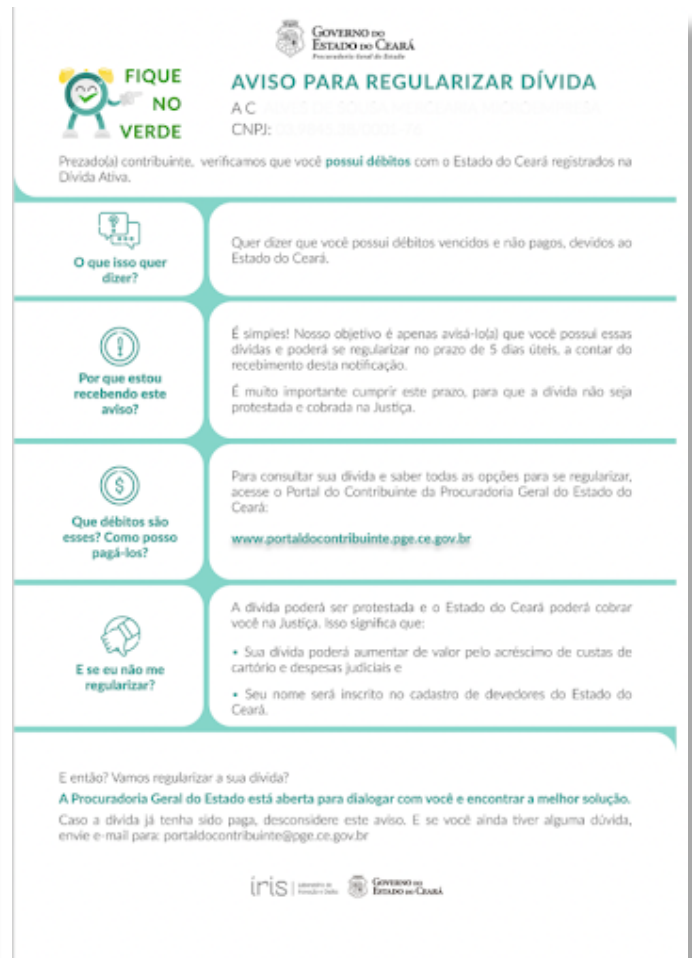 GOVERNO DO
ESTADO DO CEARÁ
Procuradoria Geral do Estado
FIQUE
NO
VERDE
AVISO PARA REGULARIZAR DÍVIDA
A C
CNPJ:
Prezado(a) contribuinte, verificamos que você possui débitos com o Estado do Ceará registrados na
Dívida Ativa.
O que isso quer
dizer?
Quer dizer que você possui débitos vencidos e não pagos, devidos ao
Estado do Ceará.
Por que estou
recebendo este
aviso?
É simples! Nosso objetivo é apenas avisá-lo(a) que você possui essas
dívidas e poderá se regularizar no prazo de 5 dias úteis, a contar do
recebimento desta notificação.
É muito importante cumprir este prazo, para que a dívida não seja
protestada e cobrada na Justiça.
Que débitos são
esses? Como posso
pagá-los?
Para consultar sua dívida e saber todas as opções para se regularizar,
acesse o Portal do Contribuinte da Procuradoria Geral do Estado do
Ceará:
www.portaldocontribuinte.pge.ce.gov.br
E se eu não me
regularizar?
A dívida poderá ser protestada e o Estado do Ceará poderá cobrar
você na Justiça. Isso significa que:
• Sua dívida poderá aumentar de valor pelo acréscimo de custas de
cartório e despesas judiciais e
• Seu nome será inscrito no cadastro de devedores do Estado do
Ceará.
E então? Vamos regularizar a sua dívida?
A Procuradoria Geral do Estado está aberta para dialogar com você e encontrar a melhor solução.
Caso a dívida já tenha sido paga, desconsidere este aviso. E se você ainda tiver alguma dúvida,
envie e-mail para: portaldocontribuinte@pge.ce.gov.br
íris
GOVERNO DO
ESTADO DO CEARÁ